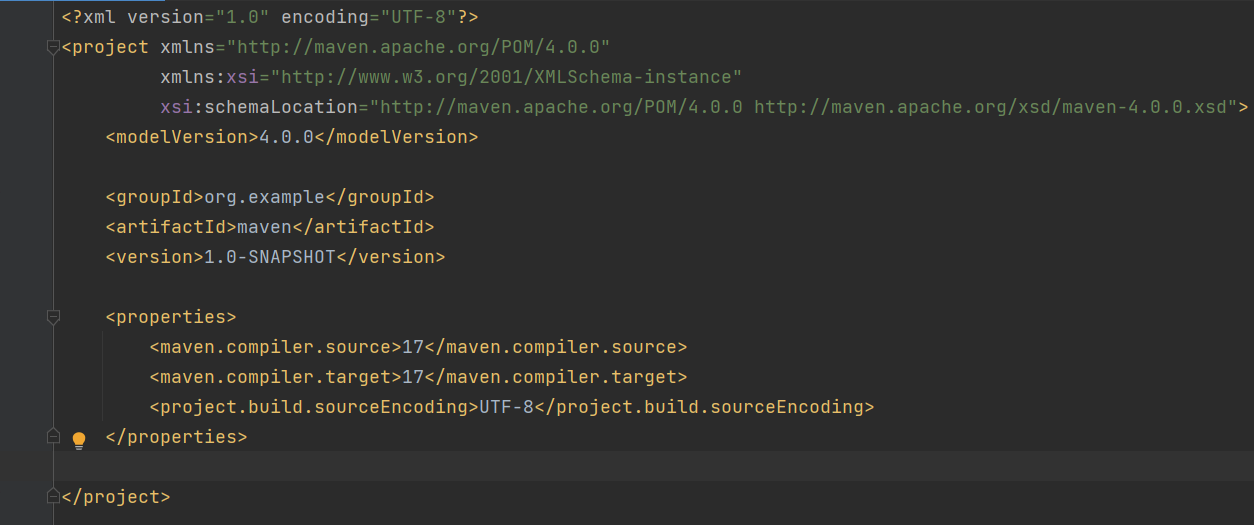 <?xml version="1.0" encoding="UTF-8"?>
<project xmlns="http://maven.apache.org/POM/4.0.0"
xmlns:xsi="http://www.w3.org/2001/XMLSchema-instance"
xsi:schemaLocation="http://maven.apache.org/POM/4.0.0 http://maven.apache.org/xsd/maven-4.0.0.xsd">
<modelVersion>4.0.0</modelVersion>
<groupId>org.example</groupId>
<artifactId>maven</artifactId>
<version>1.0-SNAPSHOT</version>
<properties>
<maven.compiler.source>17</maven.compiler.source>
<maven.compiler.target>17</maven.compiler.target>
<project.build.sourceEncoding>UTF-8</project.build.sourceEncoding>
</properties>
</project>